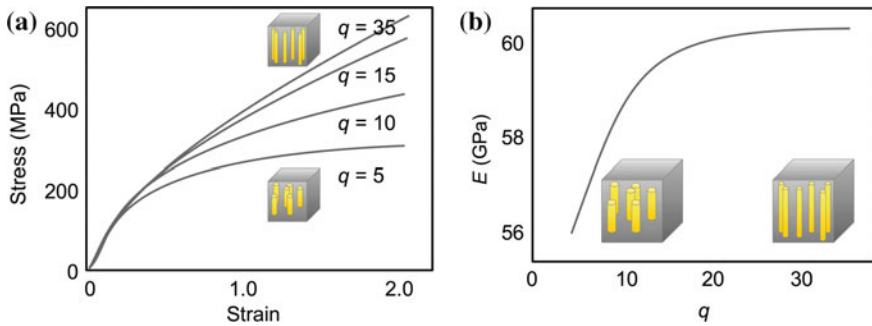 (a)
Stress (MPa)
600
400
200
0
q = 35
q = 15
q = 10
q = 5
0
1.0
2.0
Strain
(b)
E (GPa)
60
58
56
0
10
20
30
q